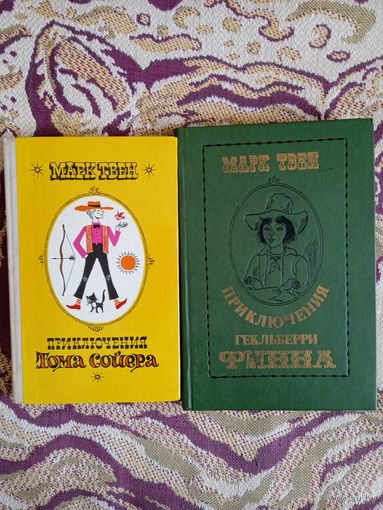 МАРК ТВЕН
ПРИКЛЮЧЕНИЯ
Тома Сойера
МАРК ТВЕН
ПРИКЛЮЧЕНИЯ
ГЕКЛЬБЕРРИ
ФИННА